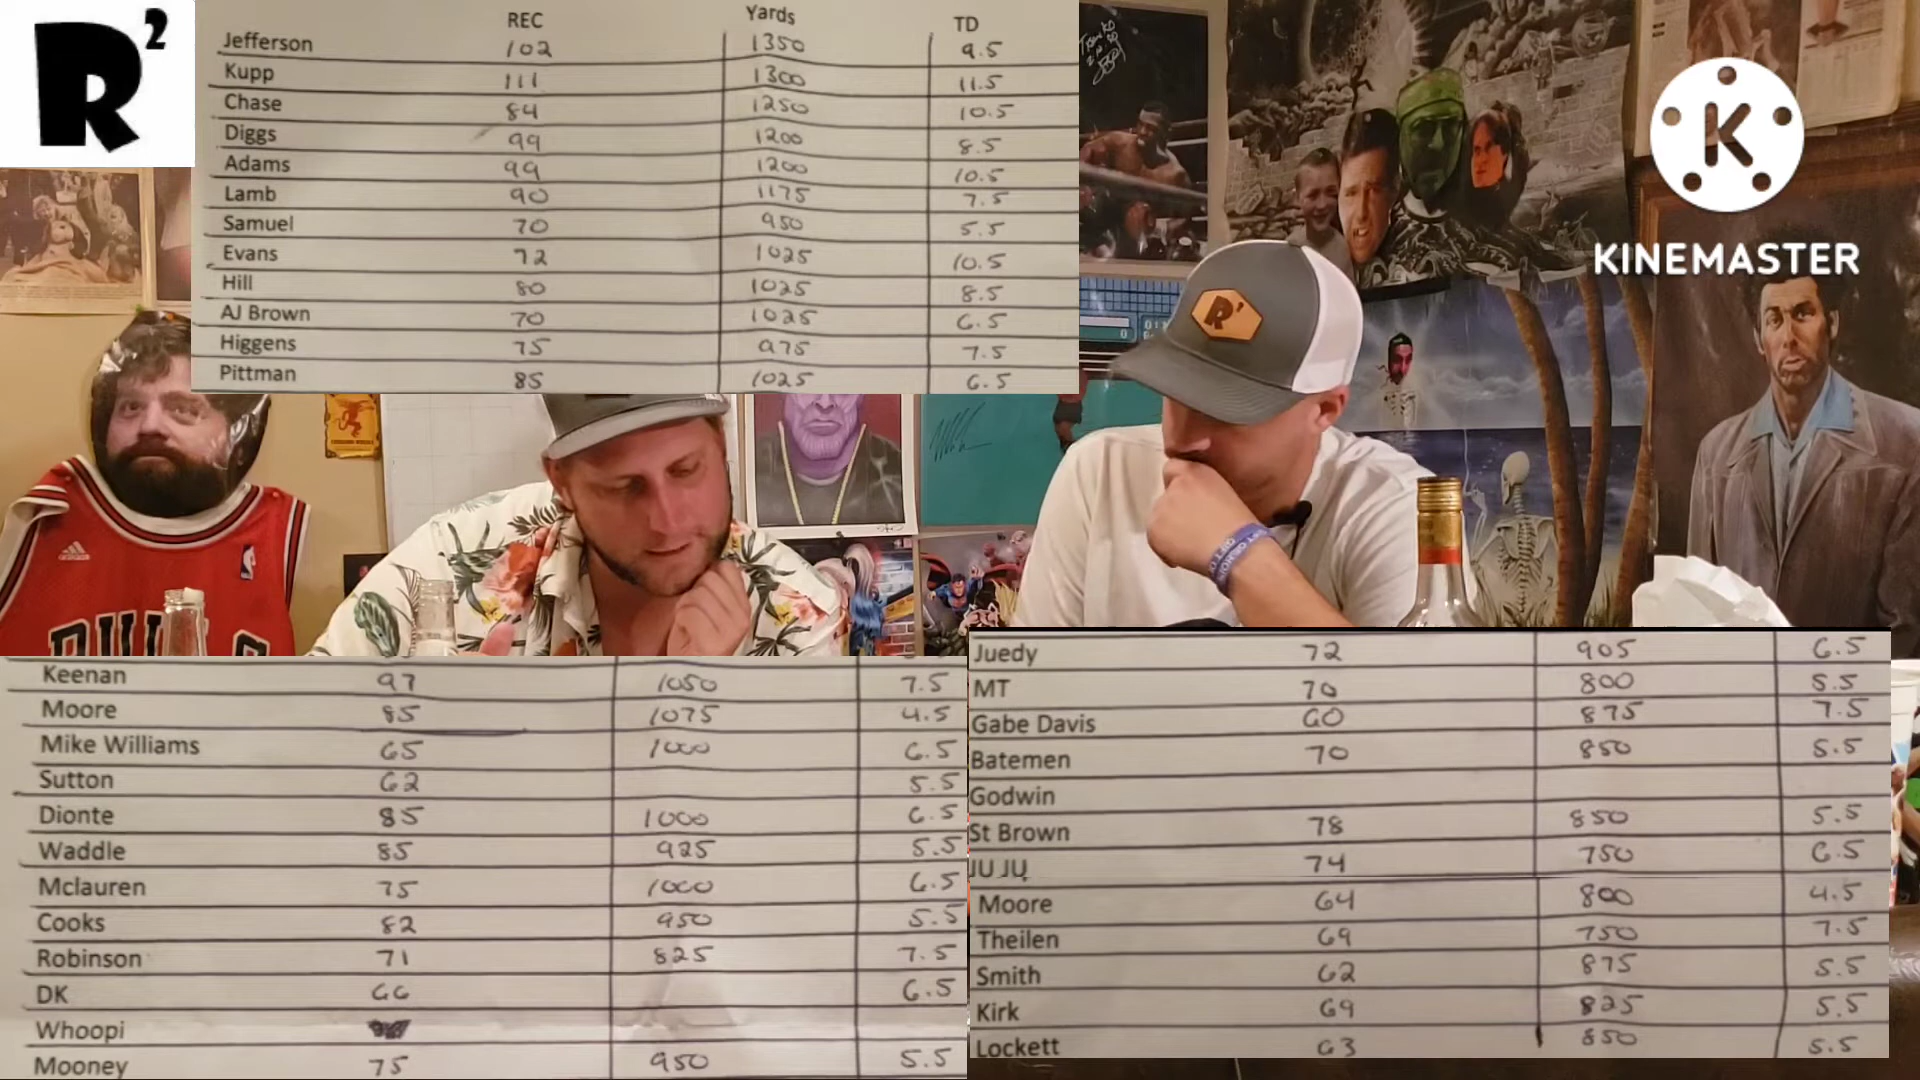 R²
REC Yards TD
Jefferson 102 1350 9.5
Kupp 111 1300 11.5
Chase 84 1250 10.5
Diggs 99 1200 8.5
Adams 99 1200 10.5
Lamb 90 1175 7.5
Samuel 70 950 5.5
Evans 72 1025 10.5
Hill 80 1025 8.5
AJ Brown 70 1025 6.5
Higgens 75 975 7.5
Pittman 85 1025 6.5
K
KINEMASTER
R²
adidas
BULLS
Keenan 97 1050 7.5
Moore 85 1075 4.5
Mike Williams 65 1000 6.5
Sutton 62 5.5
Dionte 85 1000 6.5
Waddle 85 925 5.5
Mclauren 75 1000 6.5
Cooks 82 950 5.5
Robinson 71 825 7.5
DK 66 6.5
Whoopi
Mooney 75 950 5.5
Juedy 72 905 6.5
MT 70 800 5.5
Gabe Davis 60 875 7.5
Batemen 70 850 5.5
Godwin
St Brown 78 850 5.5
JU JU 74 750 6.5
Moore 64 800 4.5
Theilen 69 750 7.5
Smith 62 875 5.5
Kirk 69 825 5.5
Lockett 63 850 5.5